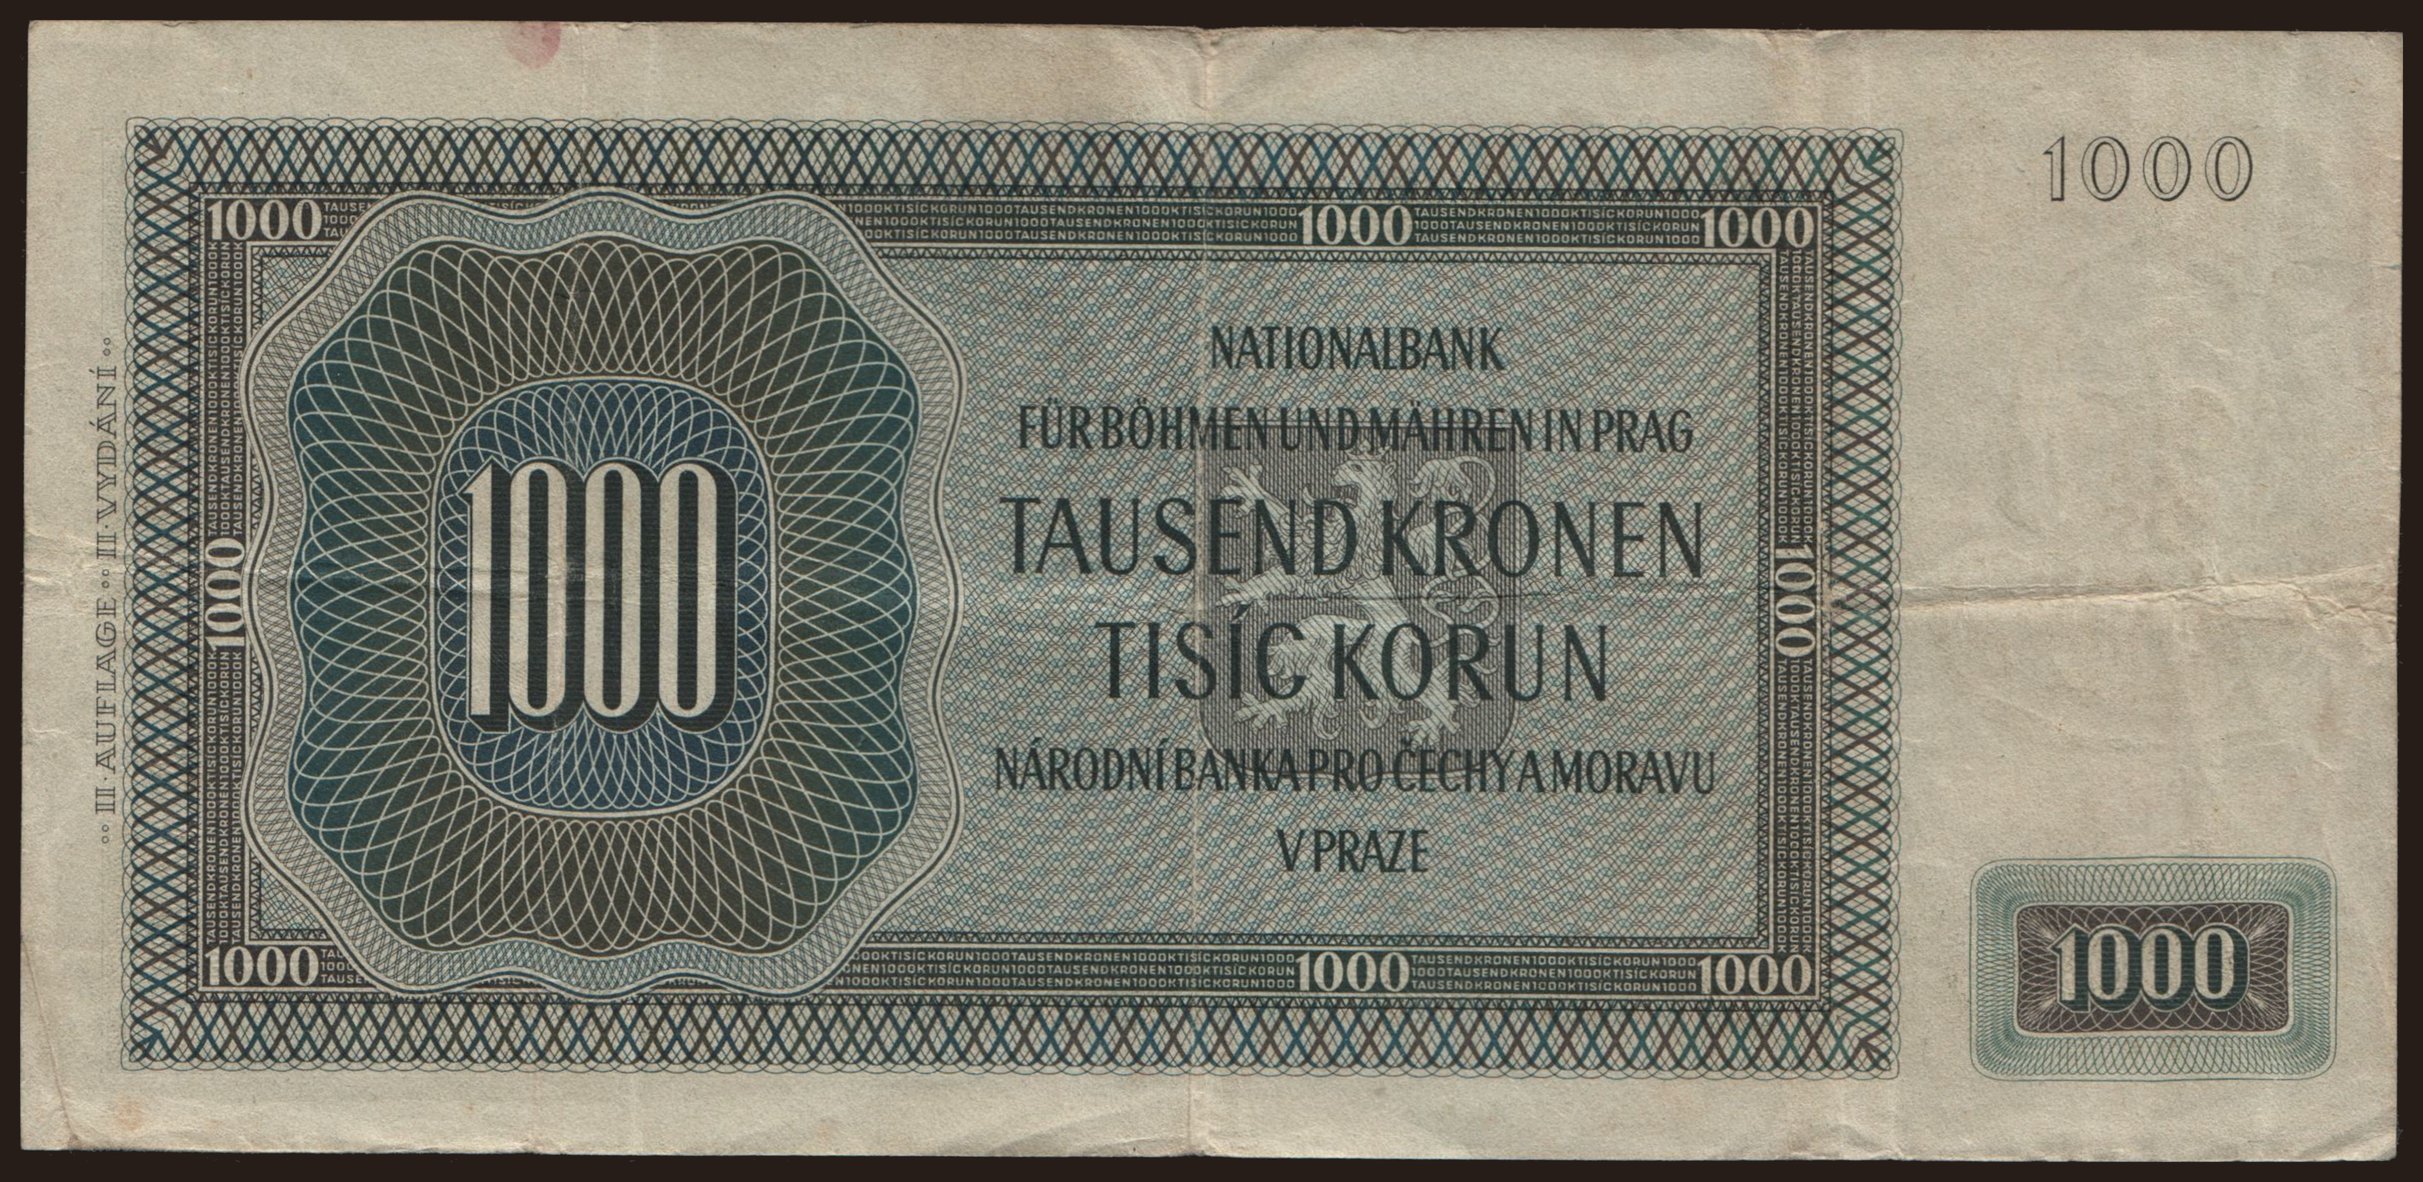 1000
1000
1000
1000
NATIONALBANK
FÜR BÖHMEN UND MÄHREN IN PRAG
TAUSEND KRONEN
TISÍC KORUN
NÁRODNÍ BANKA PRO ČECHY A MORAVU
V PRAZE
1000
1000
1000
1000
1000
1000
1000
II·AUFLAGE II·VYDÁNÍ